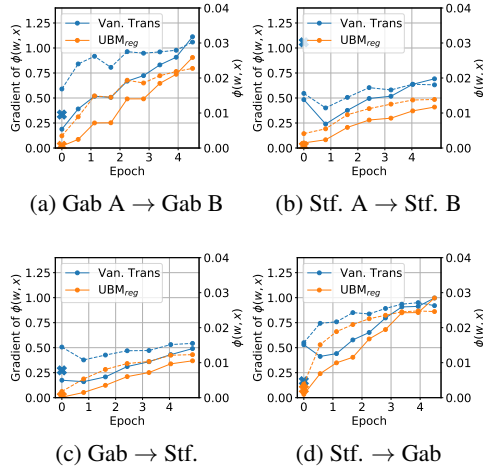 Van. Trans
UBM_reg
Gradient of ϕ(w, x)
1.25
1.00
0.75
0.50
0.25
0.00
0.04
0.03
0.02
0.01
0.00
ϕ(w, x)
0 1 2 3 4
Epoch
(a) Gab A → Gab B
Van. Trans
UBM_reg
Gradient of ϕ(w, x)
1.25
1.00
0.75
0.50
0.25
0.00
0.04
0.03
0.02
0.01
0.00
ϕ(w, x)
0 1 2 3 4
Epoch
(b) Stf. A → Stf. B
Van. Trans
UBM_reg
Gradient of ϕ(w, x)
1.25
1.00
0.75
0.50
0.25
0.00
0.04
0.03
0.02
0.01
0.00
ϕ(w, x)
0 1 2 3 4
Epoch
(c) Gab → Stf.
Van. Trans
UBM_reg
Gradient of ϕ(w, x)
1.25
1.00
0.75
0.50
0.25
0.00
0.04
0.03
0.02
0.01
0.00
ϕ(w, x)
0 1 2 3 4
Epoch
(d) Stf. → Gab